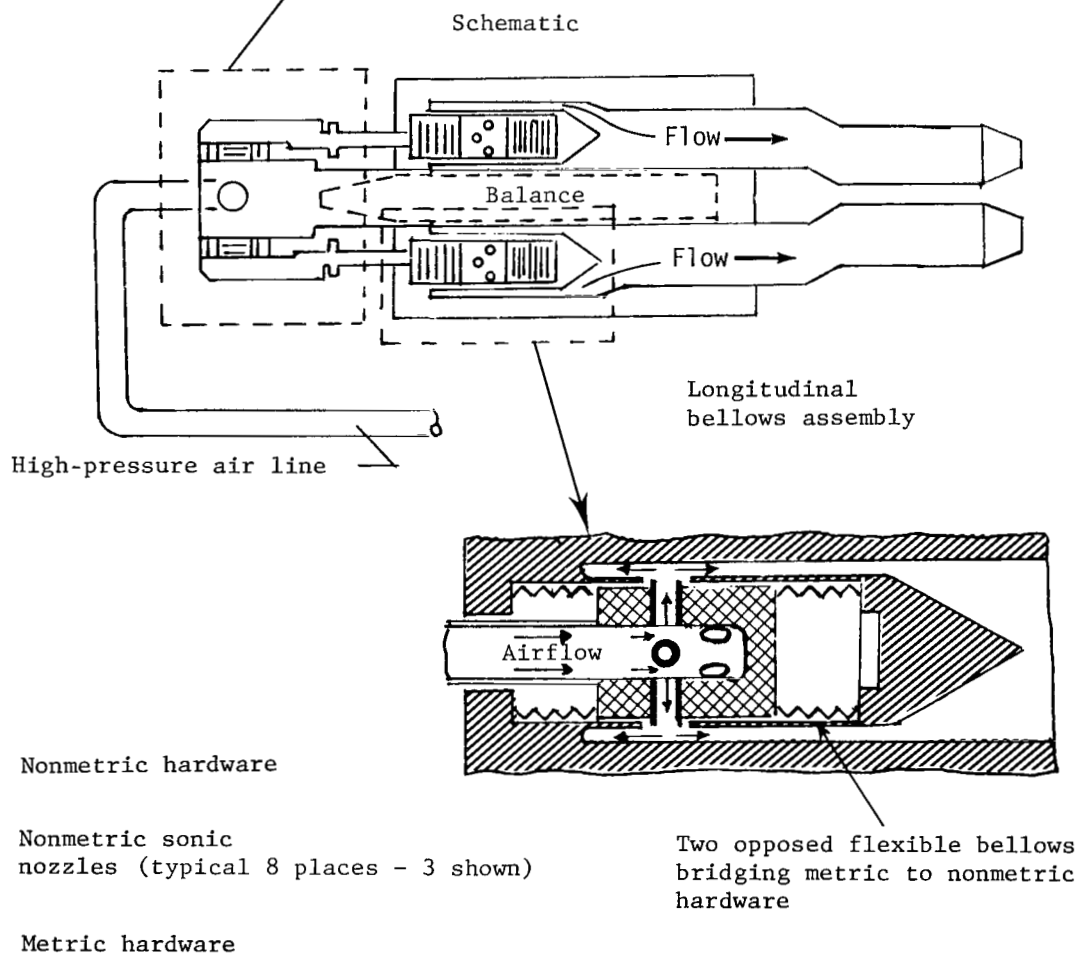 Schematic
Flow
Balance
Flow
Longitudinal
bellows assembly
High-pressure air line
Airflow
Nonmetric hardware
Nonmetric sonic
nozzles (typical 8 places - 3 shown)
Two opposed flexible bellows
bridging metric to nonmetric
hardware
Metric hardware